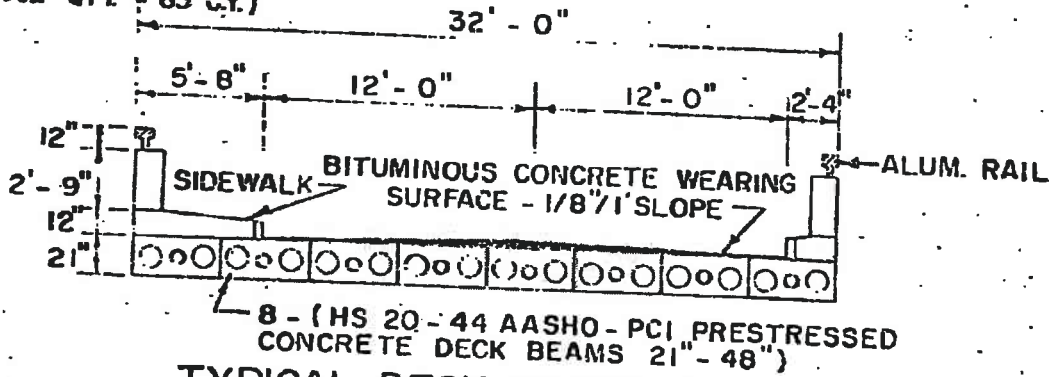 85 C.Y.)
32' - 0"
5'- 8" 12'- 0" 12'- 0" 2'- 4"
12"
ALUM. RAIL
2' - 9"
SIDEWALK
BITUMINOUS CONCRETE WEARING
SURFACE - 1/8"/1' SLOPE
12"
21"
8 - (HS 20 - 44 AASHO - PCI PRESTRESSED
CONCRETE DECK BEAMS 21" - 48")
TYPICAL